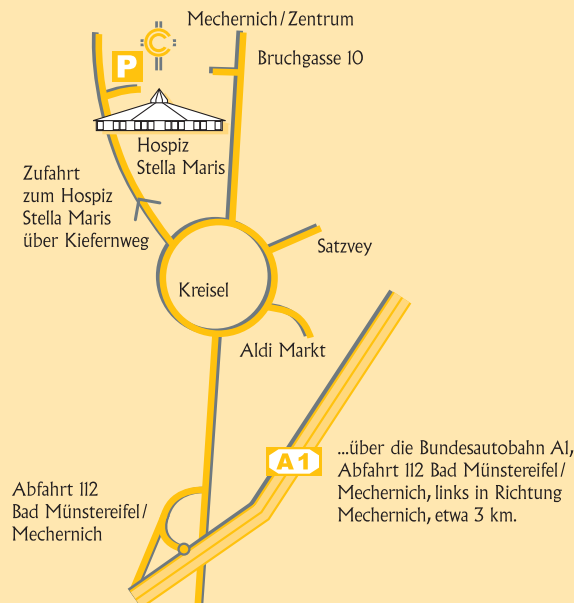 Mechernich/Zentrum
Bruchgasse 10
P
Hospiz
Stella Maris
Zufahrt
zum Hospiz
Stella Maris
über Kiefernweg
Satzvey
Kreisel
Aldi Markt
A1
...über die Bundesautobahn A1,
Abfahrt 112 Bad Münstereifel/
Mechernich, links in Richtung
Mechernich, etwa 3 km.
Abfahrt 112
Bad Münstereifel/
Mechernich